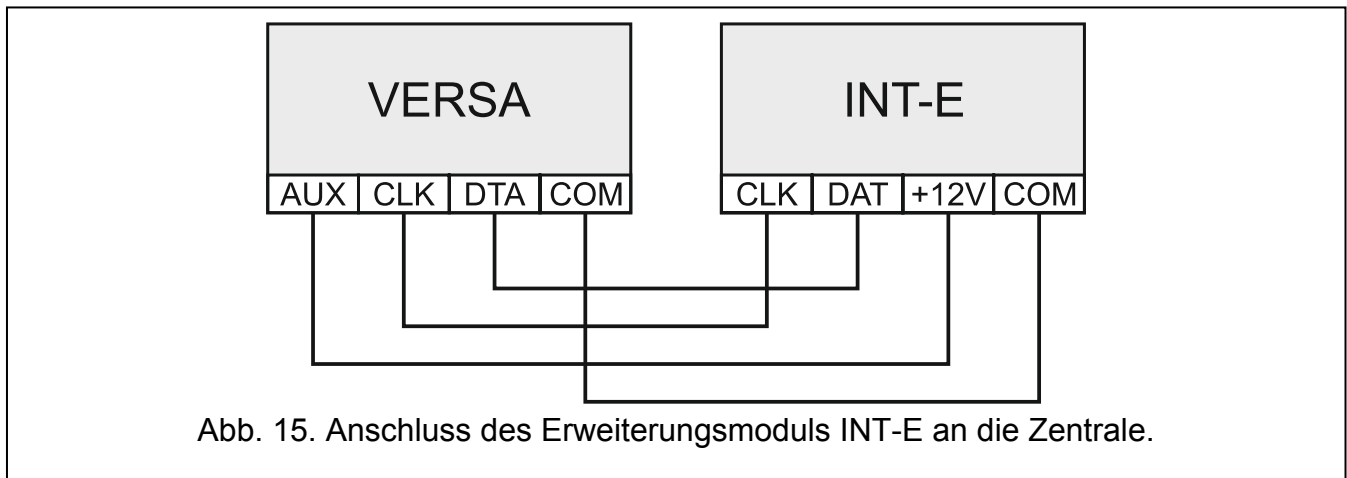 VERSA INT-E
AUX CLK DTA COM CLK DAT +12V COM
Abb. 15. Anschluss des Erweiterungsmoduls INT-E an die Zentrale.